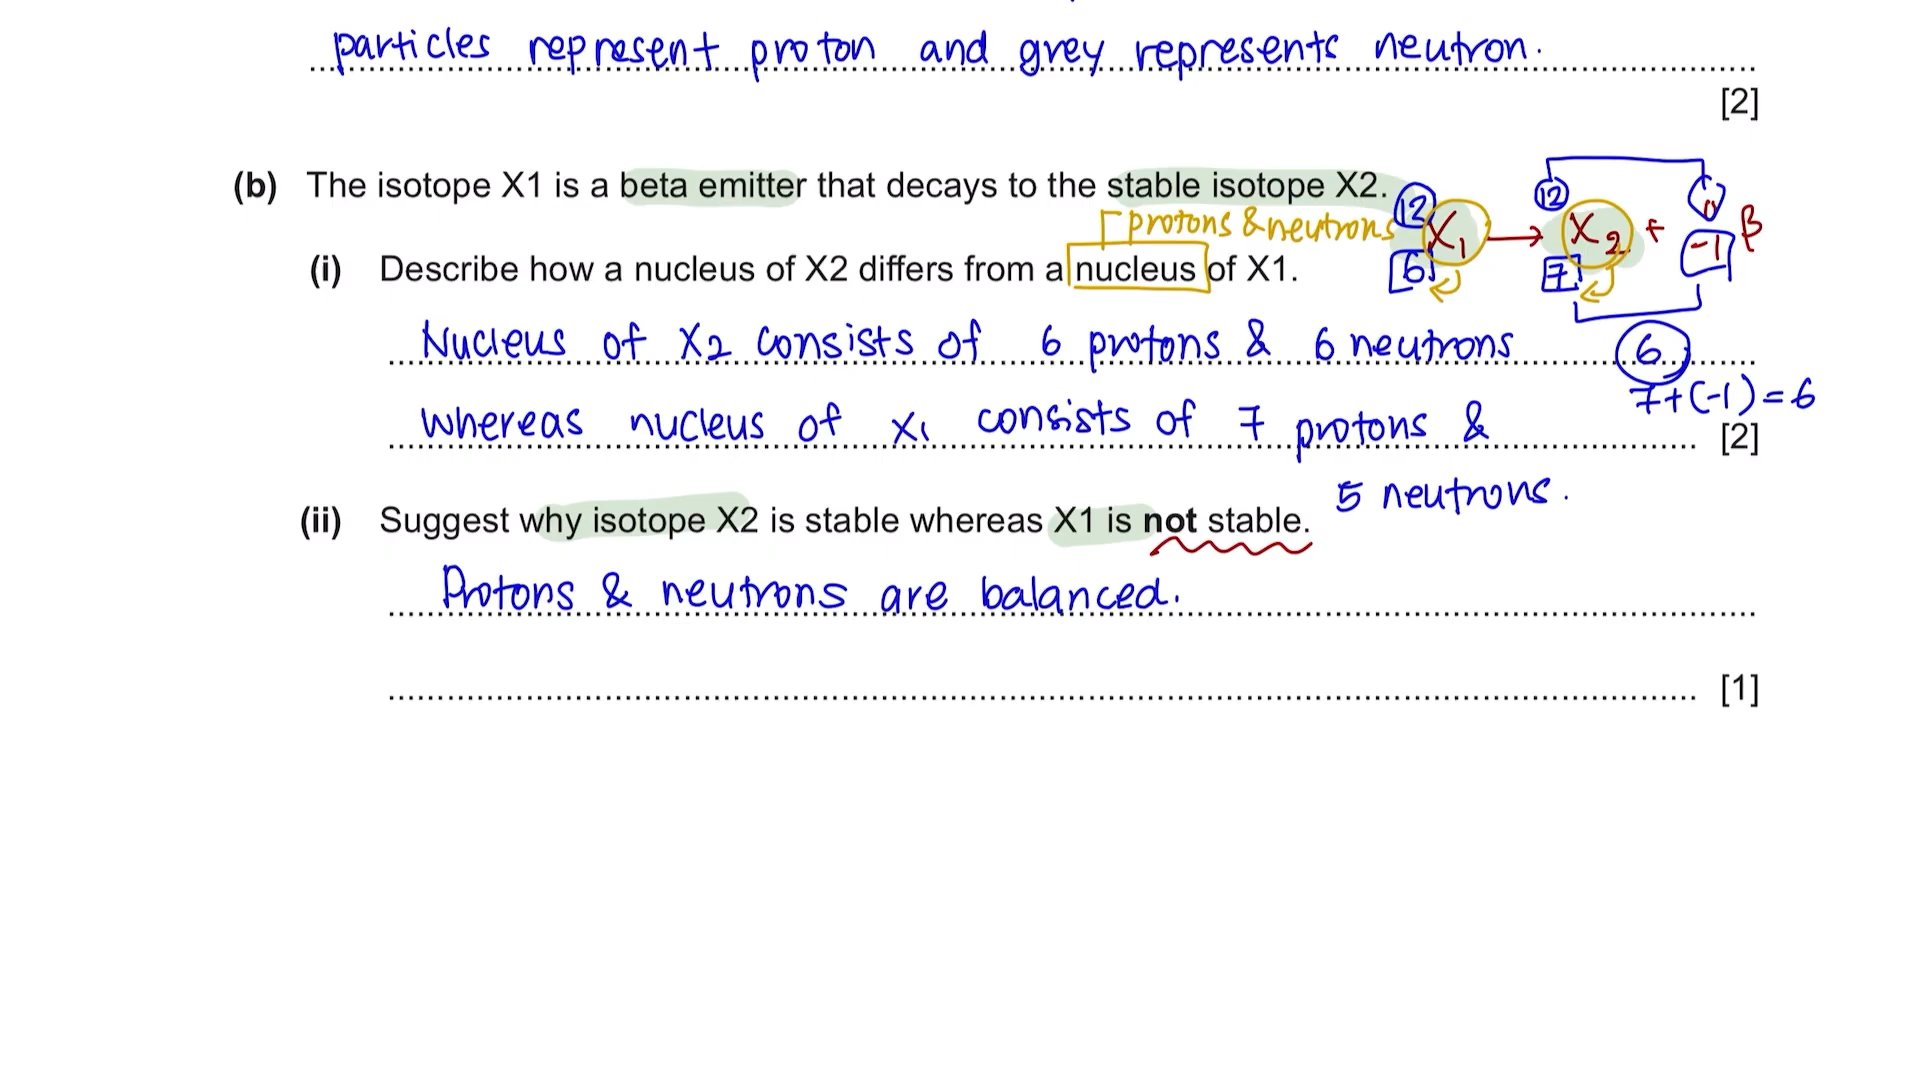 particles represent proton and grey represents neutron.
[2]
(b) The isotope X1 is a beta emitter that decays to the stable isotope X2.
protons & neutrons
12 X1 → 12 X2 + 0 β
6 7 -1
(i) Describe how a nucleus of X2 differs from a nucleus of X1.
Nucleus of X2 consists of 6 protons & 6 neutrons
6
7+(-1)=6
whereas nucleus of X1 consists of 7 protons &
[2]
5 neutrons.
(ii) Suggest why isotope X2 is stable whereas X1 is not stable.
Protons & neutrons are balanced.
[1]